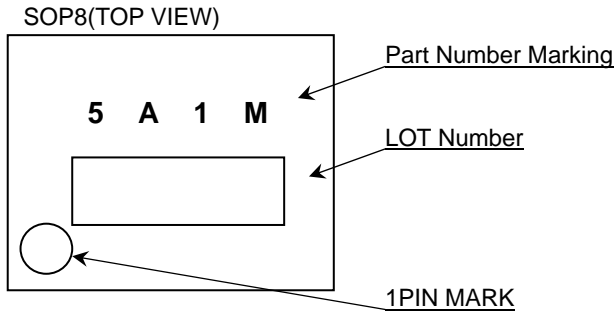 SOP8(TOP VIEW)
Part Number Marking
5 A 1 M
LOT Number
1PIN MARK